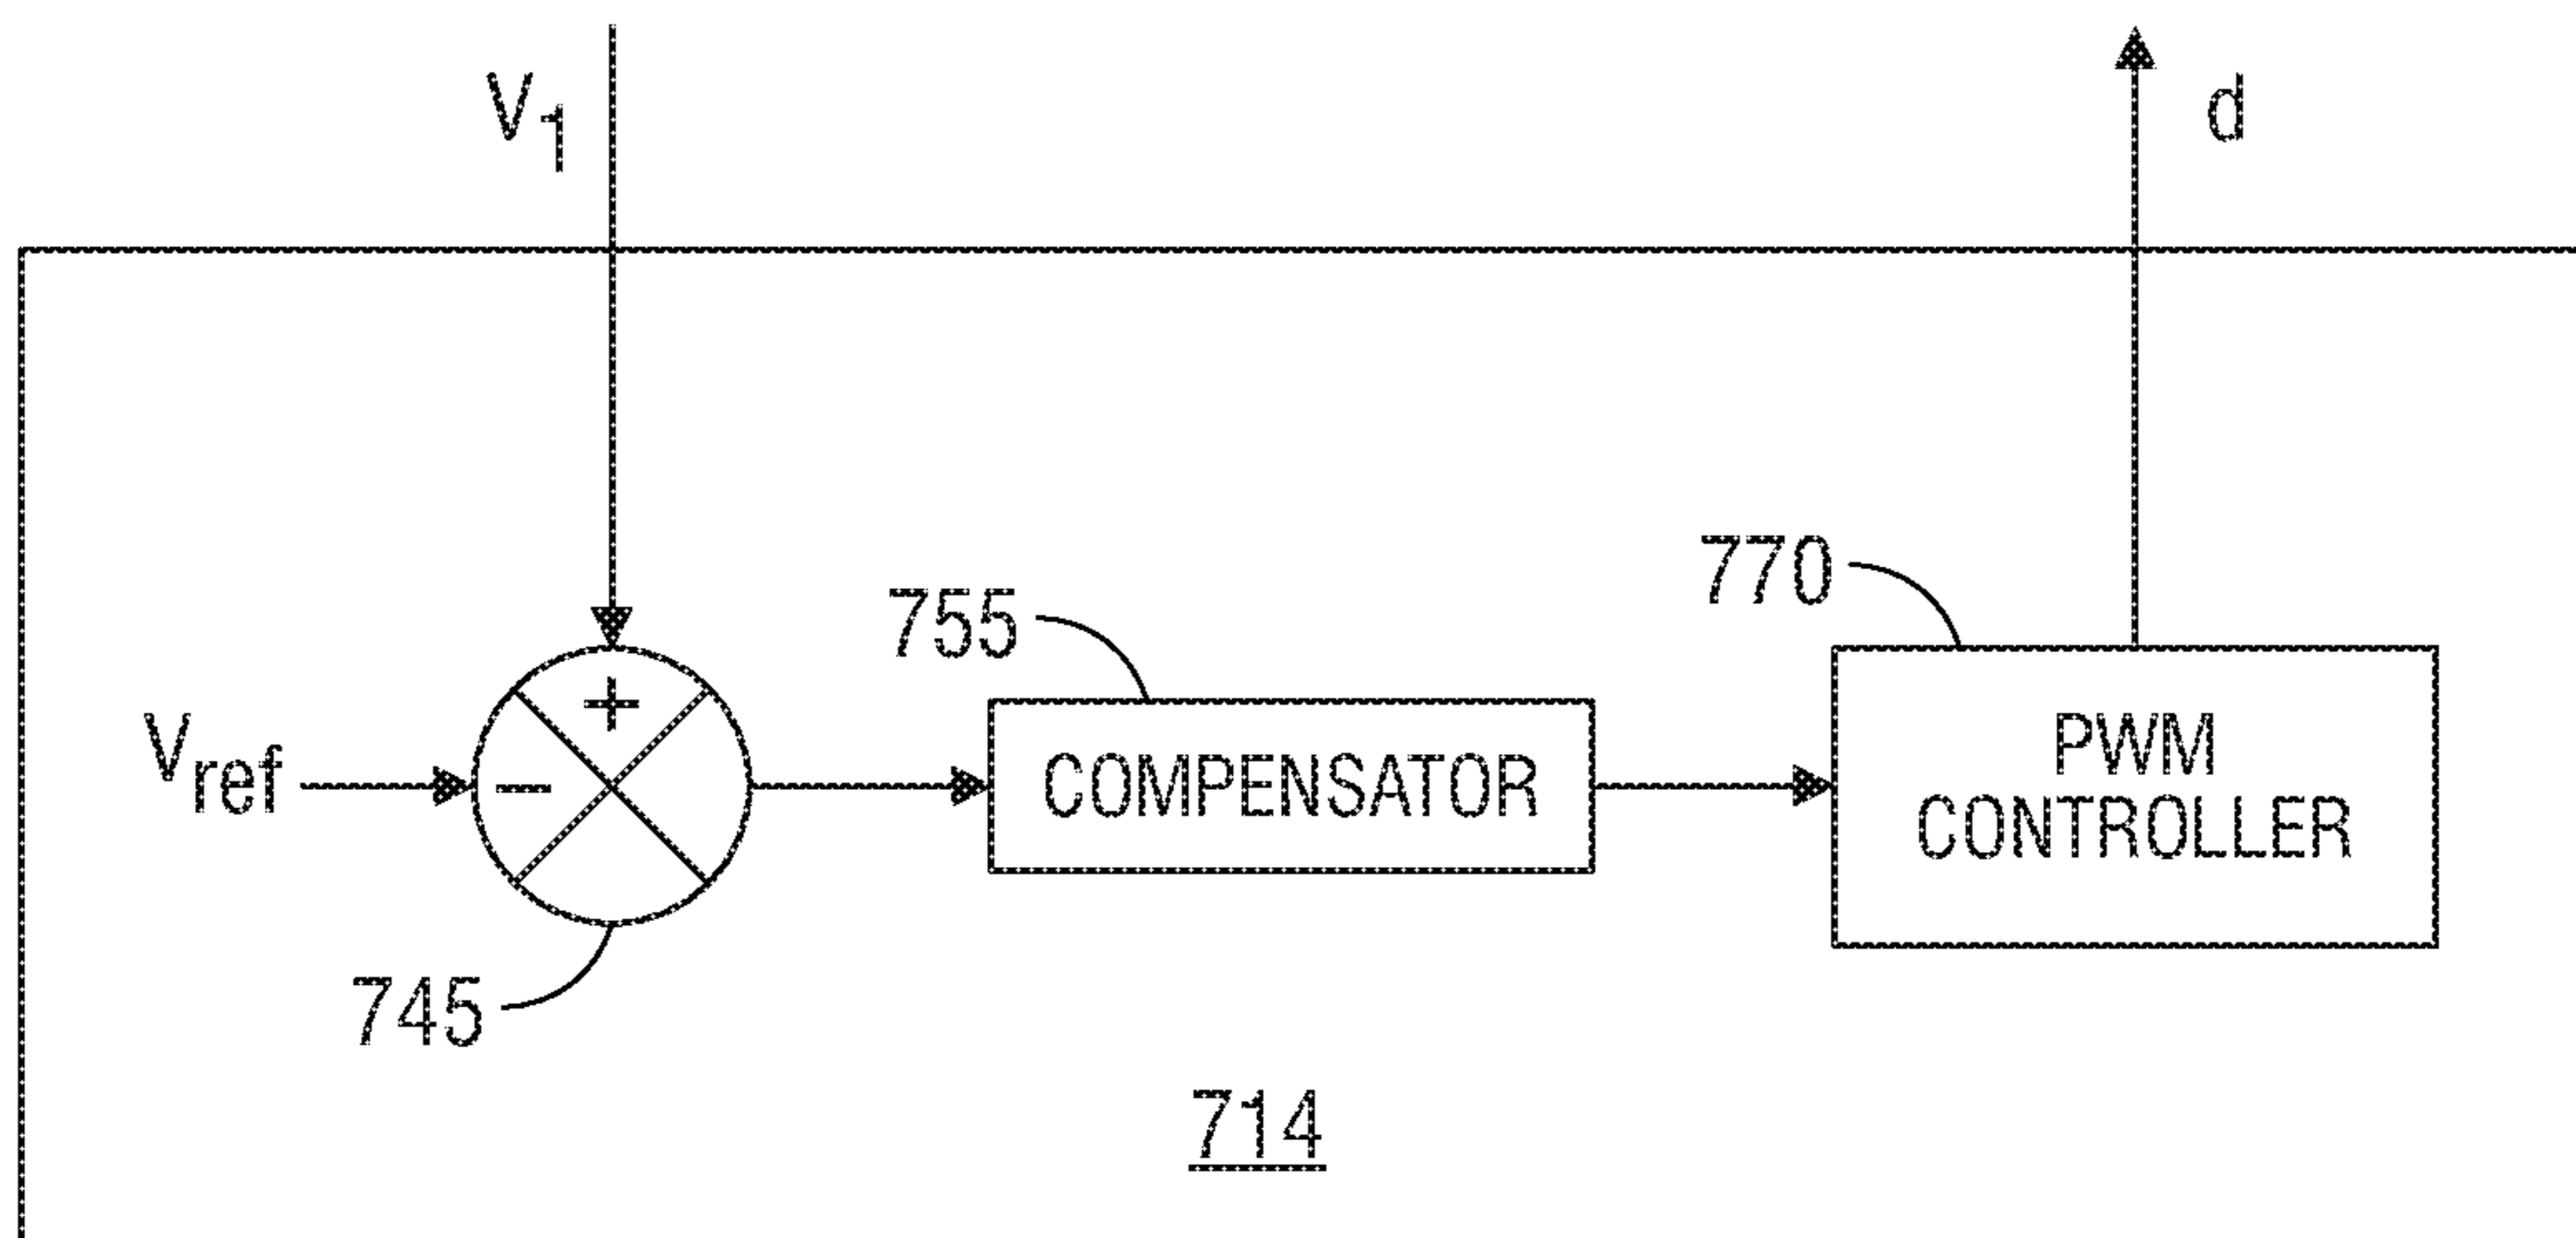 V1
d
770
755
+
Vref
−
COMPENSATOR
PWM
CONTROLLER
745
714